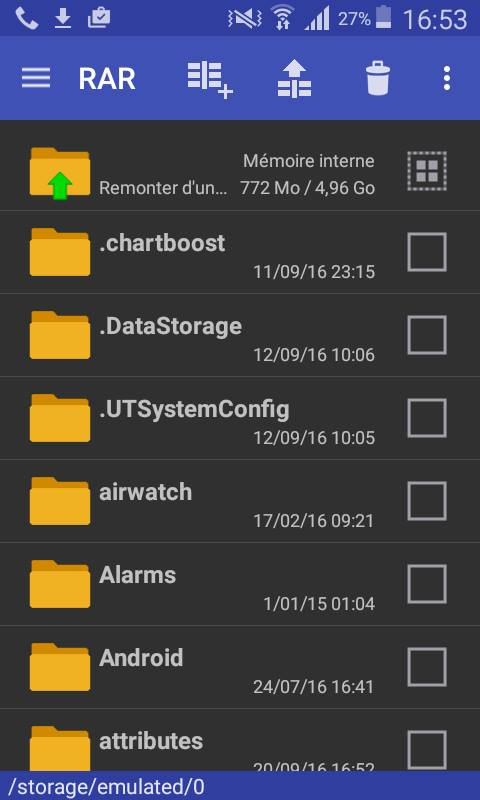 27% 16:53
RAR
Mémoire interne
Remonter d'un... 772 Mo / 4,96 Go
.chartboost
11/09/16 23:15
.DataStorage
12/09/16 10:06
.UTSystemConfig
12/09/16 10:05
airwatch
17/02/16 09:21
Alarms
1/01/15 01:04
Android
24/07/16 16:41
attributes
20/09/16 16:52
/storage/emulated/0